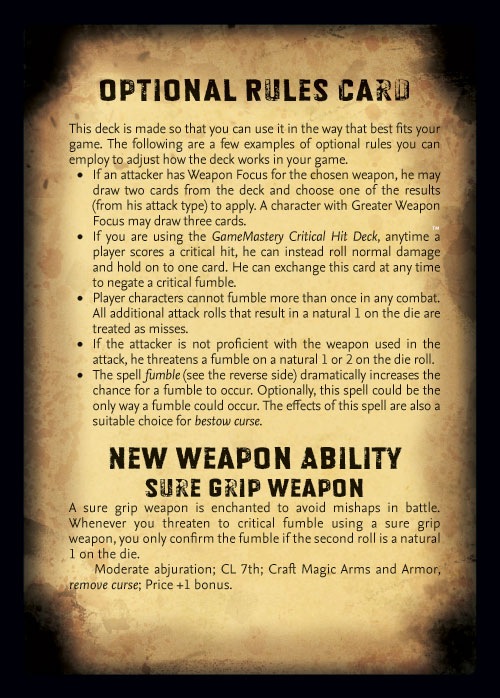 OPTIONAL RULES CARD
This deck is made so that you can use it in the way that best fits your
game. The following are a few examples of optional rules you can
employ to adjust how the deck works in your game.
• If an attacker has Weapon Focus for the chosen weapon, he may
draw two cards from the deck and choose one of the results
(from his attack type) to apply. A character with Greater Weapon
Focus may draw three cards.
• If you are using the GameMastery Critical Hit Deck™, anytime a
player scores a critical hit, he can instead roll normal damage
and hold on to one card. He can exchange this card at any time
to negate a critical fumble.
• Player characters cannot fumble more than once in any combat.
All additional attack rolls that result in a natural 1 on the die are
treated as misses.
• If the attacker is not proficient with the weapon used in the
attack, he threatens a fumble on a natural 1 or 2 on the die roll.
• The spell fumble (see the reverse side) dramatically increases the
chance for a fumble to occur. Optionally, this spell could be the
only way a fumble could occur. The effects of this spell are also a
suitable choice for bestow curse.
NEW WEAPON ABILITY
SURE GRIP WEAPON
A sure grip weapon is enchanted to avoid mishaps in battle.
Whenever you threaten to critical fumble using a sure grip
weapon, you only confirm the fumble if the second roll is a natural
1 on the die.
Moderate abjuration; CL 7th; Craft Magic Arms and Armor,
remove curse; Price +1 bonus.